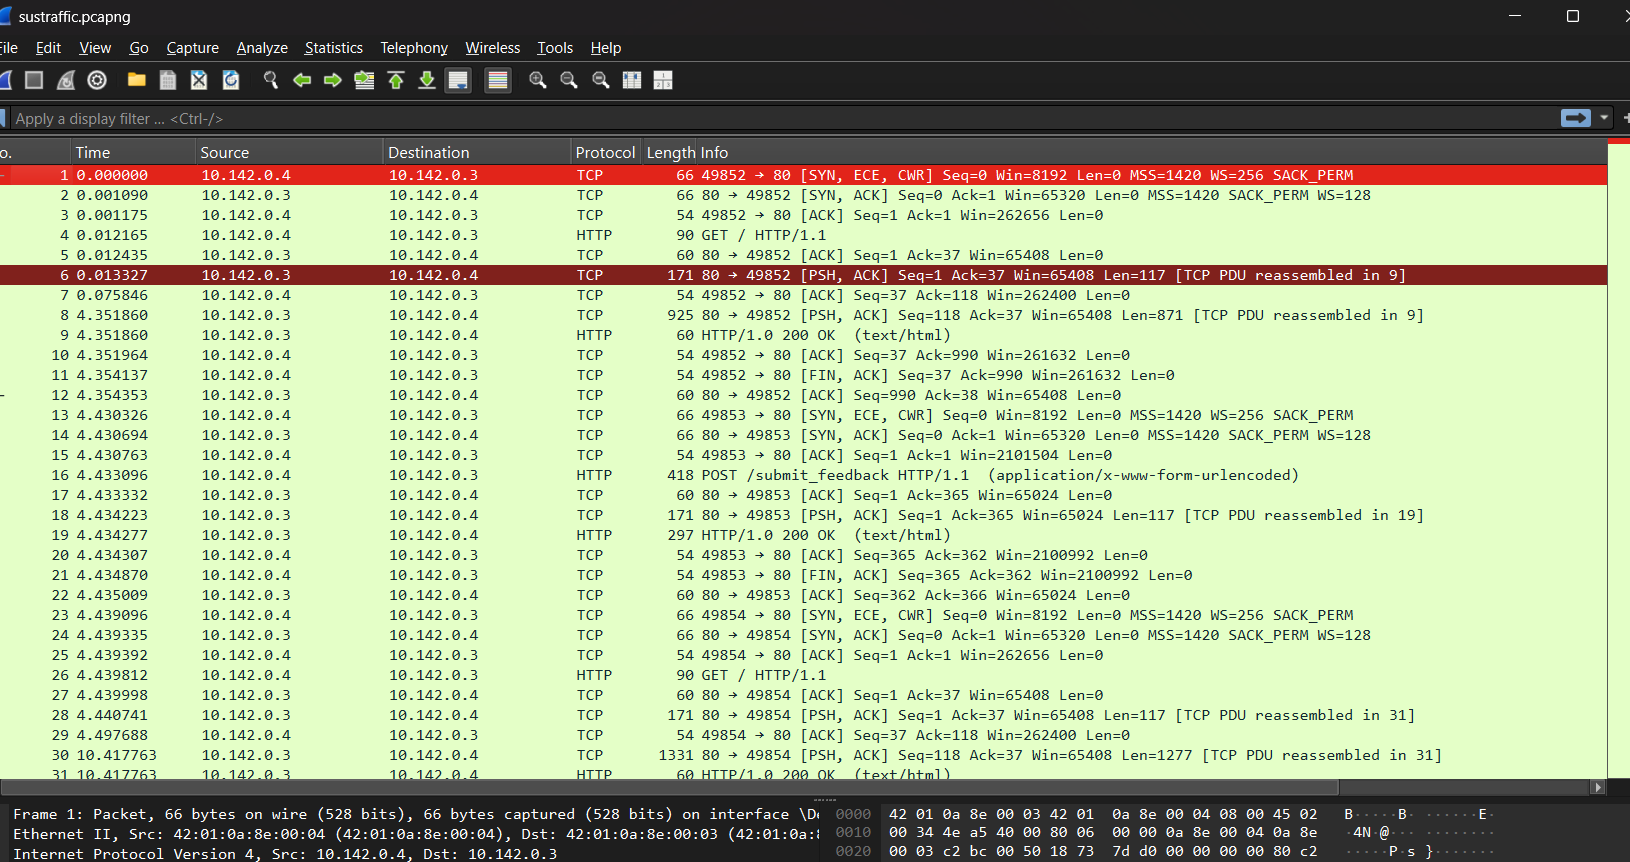 sustraffic.pcapng
File Edit View Go Capture Analyze Statistics Telephony Wireless Tools Help
Apply a display filter ... <Ctrl-/>
o. Time Source Destination Protocol Length Info
1 0.000000 10.142.0.4 10.142.0.3 TCP 66 49852 → 80 [SYN, ECE, CWR] Seq=0 Win=8192 Len=0 MSS=1420 WS=256 SACK_PERM
2 0.001090 10.142.0.3 10.142.0.4 TCP 66 80 → 49852 [SYN, ACK] Seq=0 Ack=1 Win=65320 Len=0 MSS=1420 SACK_PERM WS=128
3 0.001175 10.142.0.4 10.142.0.3 TCP 54 49852 → 80 [ACK] Seq=1 Ack=1 Win=262656 Len=0
4 0.012165 10.142.0.4 10.142.0.3 HTTP 90 GET / HTTP/1.1
5 0.012435 10.142.0.3 10.142.0.4 TCP 60 80 → 49852 [ACK] Seq=1 Ack=37 Win=65408 Len=0
6 0.013327 10.142.0.3 10.142.0.4 TCP 171 80 → 49852 [PSH, ACK] Seq=1 Ack=37 Win=65408 Len=117 [TCP PDU reassembled in 9]
7 0.075846 10.142.0.4 10.142.0.3 TCP 54 49852 → 80 [ACK] Seq=37 Ack=118 Win=262400 Len=0
8 4.351860 10.142.0.3 10.142.0.4 TCP 925 80 → 49852 [PSH, ACK] Seq=118 Ack=37 Win=65408 Len=871 [TCP PDU reassembled in 9]
9 4.351860 10.142.0.3 10.142.0.4 HTTP 60 HTTP/1.0 200 OK (text/html)
10 4.351964 10.142.0.4 10.142.0.3 TCP 54 49852 → 80 [ACK] Seq=37 Ack=990 Win=261632 Len=0
11 4.354137 10.142.0.4 10.142.0.3 TCP 54 49852 → 80 [FIN, ACK] Seq=37 Ack=990 Win=261632 Len=0
12 4.354353 10.142.0.3 10.142.0.4 TCP 60 80 → 49852 [ACK] Seq=990 Ack=38 Win=65408 Len=0
13 4.430326 10.142.0.4 10.142.0.3 TCP 66 49853 → 80 [SYN, ECE, CWR] Seq=0 Win=8192 Len=0 MSS=1420 WS=256 SACK_PERM
14 4.430694 10.142.0.3 10.142.0.4 TCP 66 80 → 49853 [SYN, ACK] Seq=0 Ack=1 Win=65320 Len=0 MSS=1420 SACK_PERM WS=128
15 4.430763 10.142.0.4 10.142.0.3 TCP 54 49853 → 80 [ACK] Seq=1 Ack=1 Win=2101504 Len=0
16 4.433096 10.142.0.4 10.142.0.3 HTTP 418 POST /submit_feedback HTTP/1.1 (application/x-www-form-urlencoded)
17 4.433332 10.142.0.3 10.142.0.4 TCP 60 80 → 49853 [ACK] Seq=1 Ack=365 Win=65024 Len=0
18 4.434223 10.142.0.3 10.142.0.4 TCP 171 80 → 49853 [PSH, ACK] Seq=1 Ack=365 Win=65024 Len=117 [TCP PDU reassembled in 19]
19 4.434277 10.142.0.3 10.142.0.4 HTTP 297 HTTP/1.0 200 OK (text/html)
20 4.434307 10.142.0.4 10.142.0.3 TCP 54 49853 → 80 [ACK] Seq=365 Ack=362 Win=2100992 Len=0
21 4.434870 10.142.0.4 10.142.0.3 TCP 54 49853 → 80 [FIN, ACK] Seq=365 Ack=362 Win=2100992 Len=0
22 4.435009 10.142.0.3 10.142.0.4 TCP 60 80 → 49853 [ACK] Seq=362 Ack=366 Win=65024 Len=0
23 4.439096 10.142.0.4 10.142.0.3 TCP 66 49854 → 80 [SYN, ECE, CWR] Seq=0 Win=8192 Len=0 MSS=1420 WS=256 SACK_PERM
24 4.439335 10.142.0.3 10.142.0.4 TCP 66 80 → 49854 [SYN, ACK] Seq=0 Ack=1 Win=65320 Len=0 MSS=1420 SACK_PERM WS=128
25 4.439392 10.142.0.4 10.142.0.3 TCP 54 49854 → 80 [ACK] Seq=1 Ack=1 Win=262656 Len=0
26 4.439812 10.142.0.4 10.142.0.3 HTTP 90 GET / HTTP/1.1
27 4.439998 10.142.0.3 10.142.0.4 TCP 60 80 → 49854 [ACK] Seq=1 Ack=37 Win=65408 Len=0
28 4.440741 10.142.0.3 10.142.0.4 TCP 171 80 → 49854 [PSH, ACK] Seq=1 Ack=37 Win=65408 Len=117 [TCP PDU reassembled in 31]
29 4.497688 10.142.0.4 10.142.0.3 TCP 54 49854 → 80 [ACK] Seq=37 Ack=118 Win=262400 Len=0
30 10.417763 10.142.0.3 10.142.0.4 TCP 1331 80 → 49854 [PSH, ACK] Seq=118 Ack=37 Win=65408 Len=1277 [TCP PDU reassembled in 31]
31 10.417763 10.142.0.3 10.142.0.4 HTTP 60 HTTP/1.0 200 OK (text/html)
Frame 1: Packet, 66 bytes on wire (528 bits), 66 bytes captured (528 bits) on interface \De
Ethernet II, Src: 42:01:0a:8e:00:04 (42:01:0a:8e:00:04), Dst: 42:01:0a:8e:00:03 (42:01:0a:8
Internet Protocol Version 4, Src: 10.142.0.4, Dst: 10.142.0.3
0000 42 01 0a 8e 00 03 42 01 0a 8e 00 04 08 00 45 02 B·····B· ······E·
0010 00 34 4e a5 40 00 80 06 00 00 0a 8e 00 04 0a 8e ·4N·@··· ········
0020 00 03 c2 bc 00 50 18 73 7d d0 00 00 00 00 80 c2 ·····P·s }·······